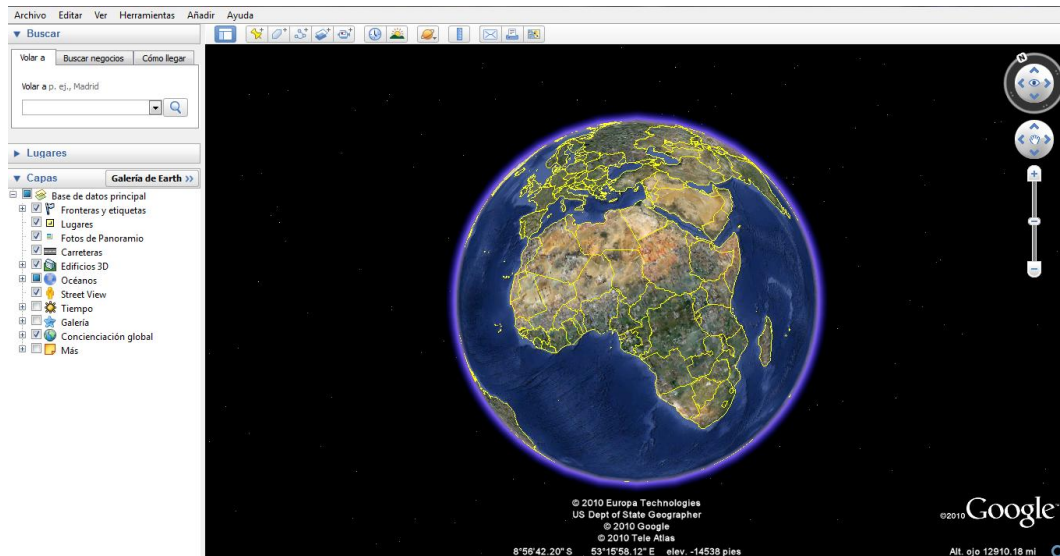 Archivo Editar Ver Herramientas Añadir Ayuda
Buscar
Volar a Buscar negocios Cómo llegar
Volar a p. ej., Madrid
Lugares
Capas Galería de Earth >>
Base de datos principal
Fronteras y etiquetas
Lugares
Fotos de Panoramio
Carreteras
Edificios 3D
Océanos
Street View
Tiempo
Galería
Concienciación global
Más
N
© 2010 Europa Technologies
US Dept of State Geographer
© 2010 Google
© 2010 Tele Atlas
©2010 Google
8°56'42.20" S 53°15'58.12" E elev. -14538 pies Alt. ojo 12910.18 mi